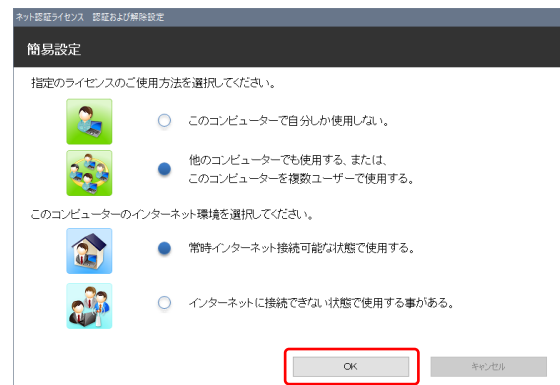 ネット認証ライセンス 認証および解除設定
簡易設定
指定のライセンスのご使用方法を選択してください。
このコンピューターで自分しか使用しない。
他のコンピューターでも使用する、または、
このコンピューターを複数ユーザーで使用する。
このコンピューターのインターネット環境を選択してください。
常時インターネット接続可能な状態で使用する。
インターネットに接続できない状態で使用する事がある。
OK
キャンセル